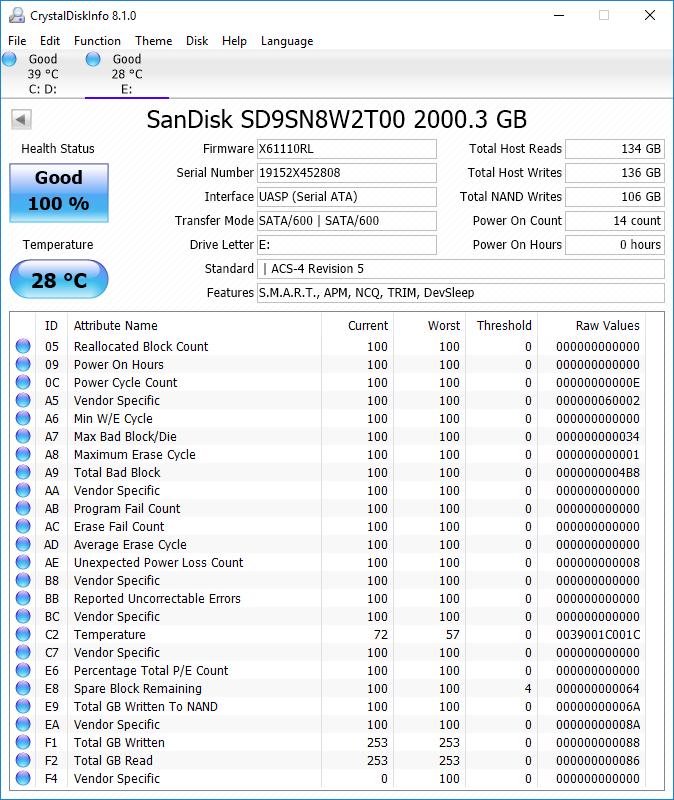 CrystalDiskInfo 8.1.0
File Edit Function Theme Disk Help Language
Good Good
39 °C 28 °C
C: D: E:
SanDisk SD9SN8W2T00 2000.3 GB
Health Status
Good
100 %
Temperature
28 °C
Firmware X61110RL
Serial Number 19152X452808
Interface UASP (Serial ATA)
Transfer Mode SATA/600 | SATA/600
Drive Letter E:
Standard | ACS-4 Revision 5
Features S.M.A.R.T., APM, NCQ, TRIM, DevSleep
Total Host Reads 134 GB
Total Host Writes 136 GB
Total NAND Writes 106 GB
Power On Count 14 count
Power On Hours 0 hours
ID Attribute Name Current Worst Threshold Raw Values
05 Reallocated Block Count 100 100 0 000000000000
09 Power On Hours 100 100 0 000000000000
0C Power Cycle Count 100 100 0 00000000000E
A5 Vendor Specific 100 100 0 000000060002
A6 Min W/E Cycle 100 100 0 000000000000
A7 Max Bad Block/Die 100 100 0 000000000034
A8 Maximum Erase Cycle 100 100 0 000000000001
A9 Total Bad Block 100 100 0 0000000004B8
AA Vendor Specific 100 100 0 000000000000
AB Program Fail Count 100 100 0 000000000000
AC Erase Fail Count 100 100 0 000000000000
AD Average Erase Cycle 100 100 0 000000000000
AE Unexpected Power Loss Count 100 100 0 000000000008
B8 Vendor Specific 100 100 0 000000000000
BB Reported Uncorrectable Errors 100 100 0 000000000000
BC Vendor Specific 100 100 0 000000000000
C2 Temperature 72 57 0 0039001C001C
C7 Vendor Specific 100 100 0 000000000000
E6 Percentage Total P/E Count 100 100 0 000000000000
E8 Spare Block Remaining 100 100 4 000000000064
E9 Total GB Written To NAND 100 100 0 00000000006A
EA Vendor Specific 100 100 0 00000000008A
F1 Total GB Written 253 253 0 000000000088
F2 Total GB Read 253 253 0 000000000086
F4 Vendor Specific 0 100 0 000000000000